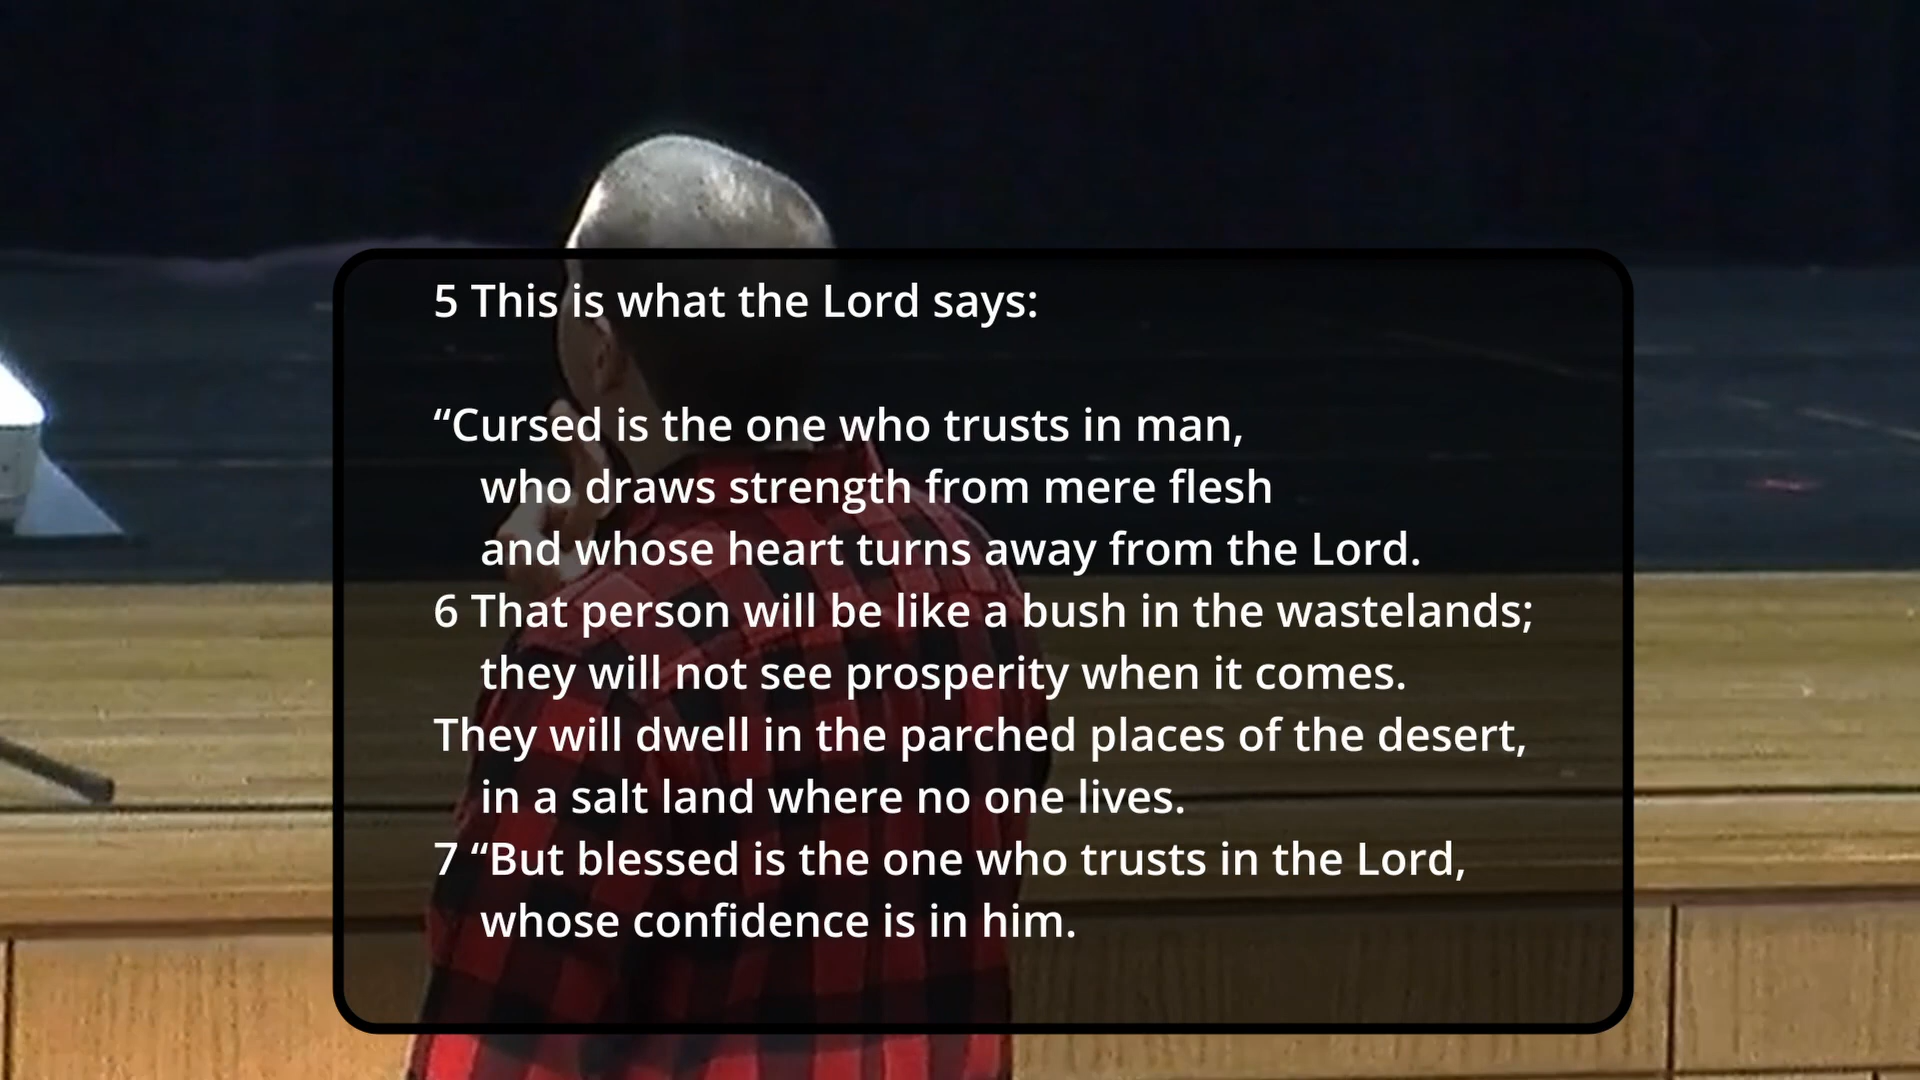 5 This is what the Lord says:
“Cursed is the one who trusts in man,
who draws strength from mere flesh
and whose heart turns away from the Lord.
6 That person will be like a bush in the wastelands;
they will not see prosperity when it comes.
They will dwell in the parched places of the desert,
in a salt land where no one lives.
7 “But blessed is the one who trusts in the Lord,
whose confidence is in him.